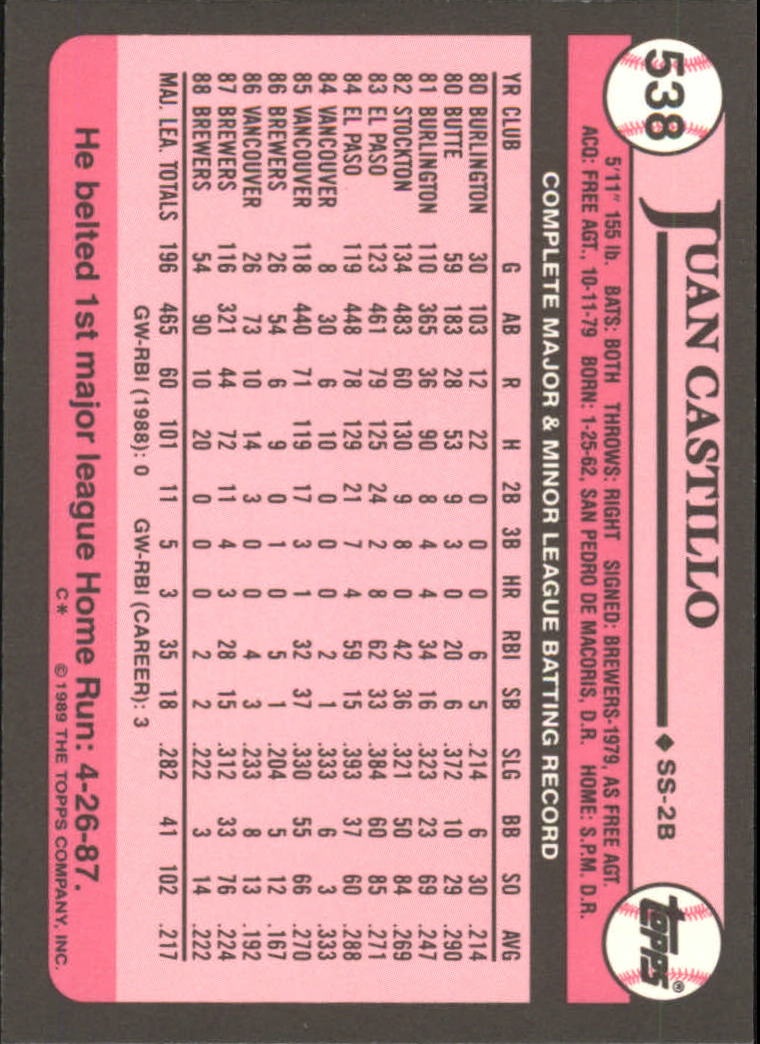 538
JUAN CASTILLO
◆ SS-2B
topps®
5'11" 155 lb. BATS: BOTH THROWS: RIGHT SIGNED: BREWERS-1979, AS FREE AGT.
ACQ: FREE AGT., 10-11-79 BORN: 1-25-62, SAN PEDRO DE MACORIS, D.R. HOME: S.P.M. D.R.
COMPLETE MAJOR & MINOR LEAGUE BATTING RECORD
YR CLUB G AB R H 2B 3B HR RBI SB SLG BB SO AVG
80 BURLINGTON 30 103 12 22 0 0 0 6 5 .214 6 30 .214
80 BUTTE 59 183 28 53 9 3 0 20 6 .372 10 29 .290
81 BURLINGTON 110 365 36 90 8 4 4 34 16 .323 23 69 .247
82 STOCKTON 134 483 60 130 9 8 0 42 36 .321 50 84 .269
83 EL PASO 123 461 79 125 24 2 8 62 33 .384 60 85 .271
84 EL PASO 119 448 78 129 21 7 4 59 15 .393 37 60 .288
84 VANCOUVER 8 30 6 10 0 0 0 2 1 .333 6 3 .333
85 VANCOUVER 118 440 71 119 17 3 1 32 37 .330 55 66 .270
86 BREWERS 26 54 6 9 0 1 0 5 1 .204 5 12 .167
86 VANCOUVER 26 73 10 14 3 0 0 4 3 .233 8 13 .192
87 BREWERS 116 321 44 72 11 4 3 28 15 .312 33 76 .224
88 BREWERS 54 90 10 20 0 0 0 2 2 .222 3 14 .222
MAJ. LEA. TOTALS 196 465 60 101 11 5 3 35 18 .282 41 102 .217
GW-RBI (1988): 0 GW-RBI (CAREER): 3
He belted 1st major league Home Run: 4-26-87.
C* © 1989 THE TOPPS COMPANY, INC.